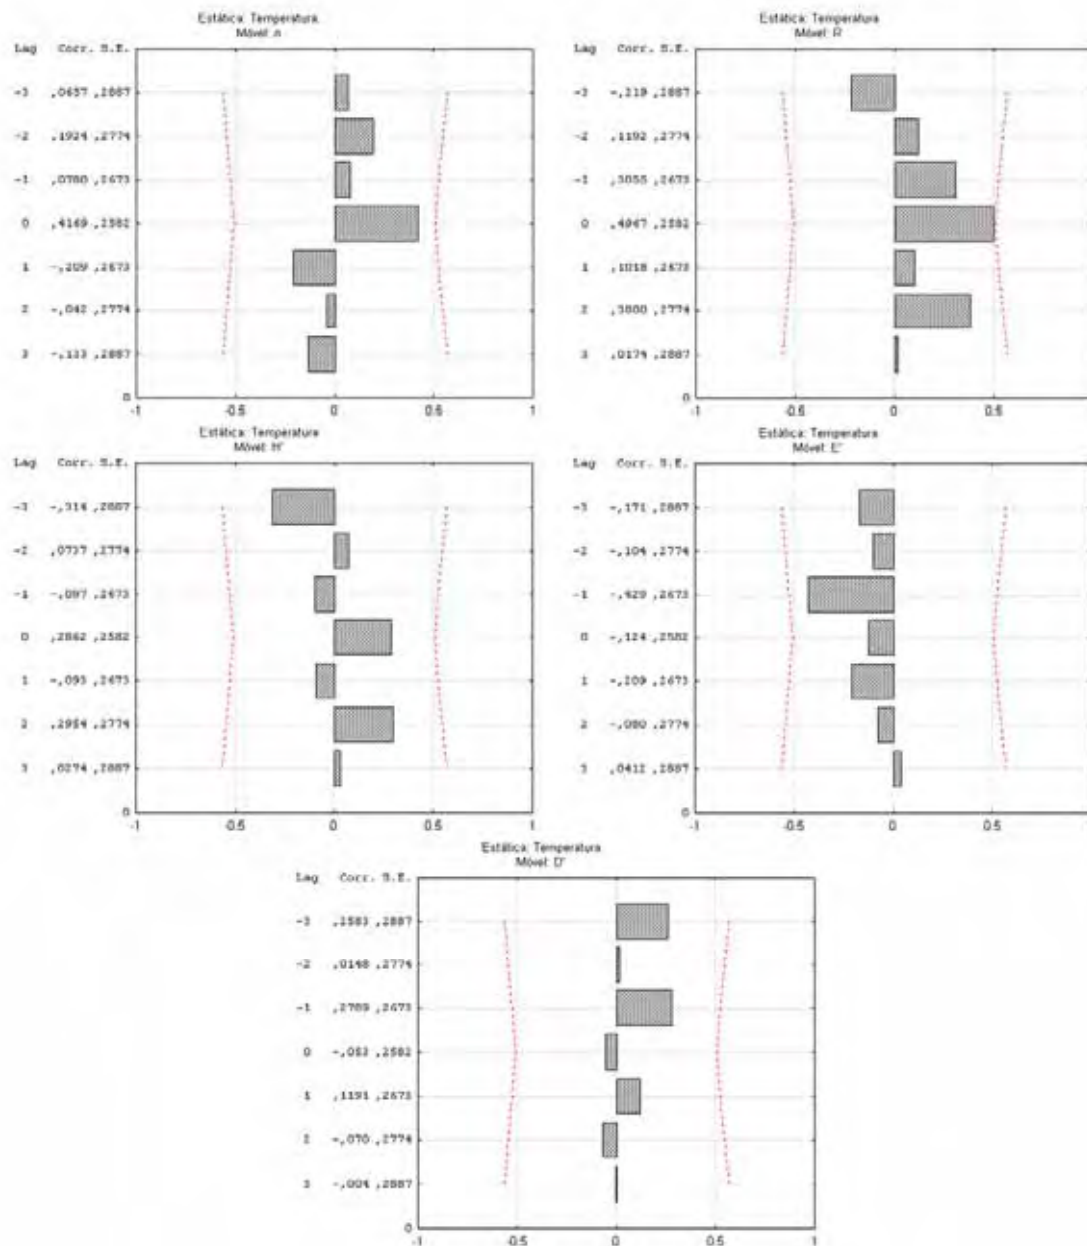 Estática: Temperatura
Móvel: n
Lag Corr. S.E.
-3 ,0637 ,2887
-2 ,1924 ,2774
-1 ,0780 ,2673
0 ,4169 ,2582
1 -,209 ,2673
2 -,042 ,2774
3 -,133 ,2887
0
-1 -0.5 0 0.5 1
Estática: Temperatura
Móvel: R
-3 -,219 ,2887
-2 ,1192 ,2774
-1 ,3055 ,2673
0 ,4967 ,2582
1 ,1018 ,2673
2 ,3800 ,2774
3 ,0174 ,2887
0
-1 -0.5 0 0.5
Estática: Temperatura
Móvel: H'
Lag Corr. S.E.
-3 -,314 ,2887
-2 ,0737 ,2774
-1 -,097 ,2673
0 ,2862 ,2582
1 -,093 ,2673
2 ,2954 ,2774
3 ,0274 ,2887
0
-1 -0.5 0 0.5 1
Estática: Temperatura
Móvel: E'
Lag Corr. S.E.
-3 -,171 ,2887
-2 -,104 ,2774
-1 -,429 ,2673
0 -,124 ,2582
1 -,209 ,2673
2 -,080 ,2774
3 ,0412 ,2887
0
-1 -0.5 0 0.5
Estática: Temperatura
Móvel: D'
Lag Corr. S.E.
-3 ,2583 ,2887
-2 ,0148 ,2774
-1 ,2789 ,2673
0 -,053 ,2582
1 ,1191 ,2673
2 -,070 ,2774
3 -,004 ,2887
0
-1 -0.5 0 0.5 1